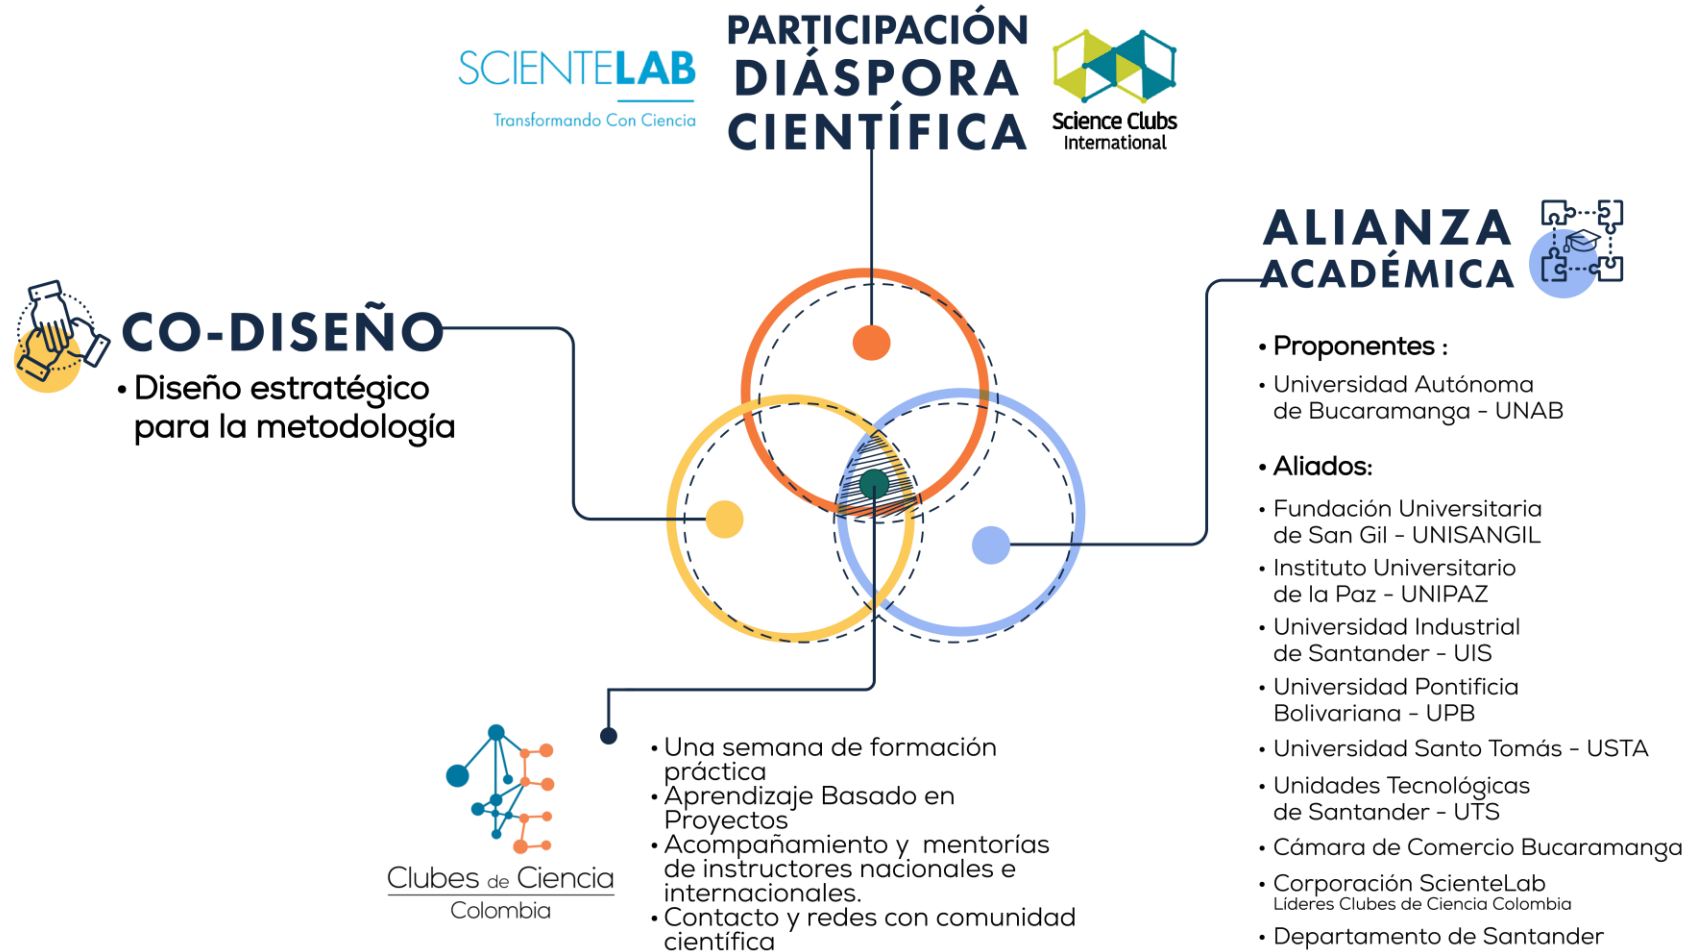 SCIENTELAB
Transformando Con Ciencia
PARTICIPACIÓN
DIÁSPORA
CIENTÍFICA
Science Clubs
International
CO-DISEÑO
• Diseño estratégico
para la metodología
ALIANZA
ACADÉMICA
• Proponentes :
• Universidad Autónoma
de Bucaramanga - UNAB
• Aliados:
• Fundación Universitaria
de San Gil - UNISANGIL
• Instituto Universitario
de la Paz - UNIPAZ
• Universidad Industrial
de Santander - UIS
• Universidad Pontificia
Bolivariana - UPB
• Universidad Santo Tomás - USTA
• Unidades Tecnológicas
de Santander - UTS
• Cámara de Comercio Bucaramanga
• Corporación ScienteLab
Líderes Clubes de Ciencia Colombia
• Departamento de Santander
Clubes de Ciencia
Colombia
• Una semana de formación
práctica
• Aprendizaje Basado en
Proyectos
• Acompañamiento y mentorías
de instructores nacionales e
internacionales.
• Contacto y redes con comunidad
científica